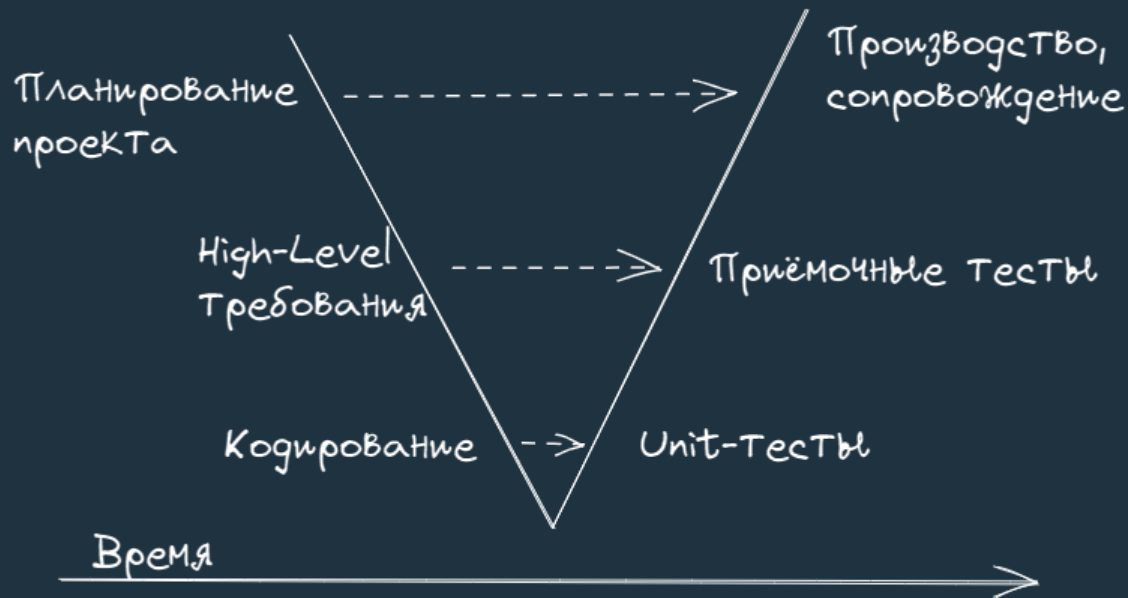 Планирование
проекта
Производство,
сопровождение
High-Level
требования
Приёмочные тесты
Кодирование
Unit-тесты
Время